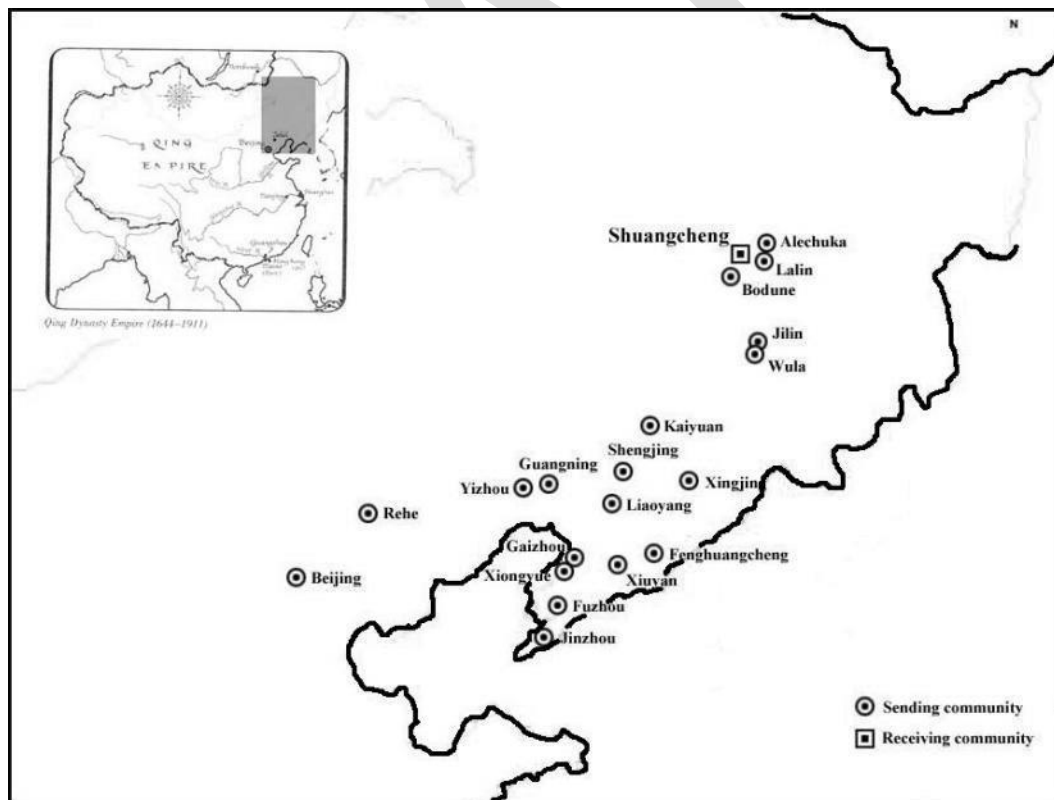 N
QING
EMPIRE
Beijing
Shanghai
Qing Dynasty Empire (1644–1911)
Shuangcheng
Alechuka
Lalin
Bodune
Jilin
Wula
Kaiyuan
Shengjing
Guangning
Yizhou
Xingjing
Liaoyang
Rehe
Gaizhou
Fenghuangcheng
Xiongyue
Xiuyan
Beijing
Fuzhou
Jinzhou
Sending community
Receiving community